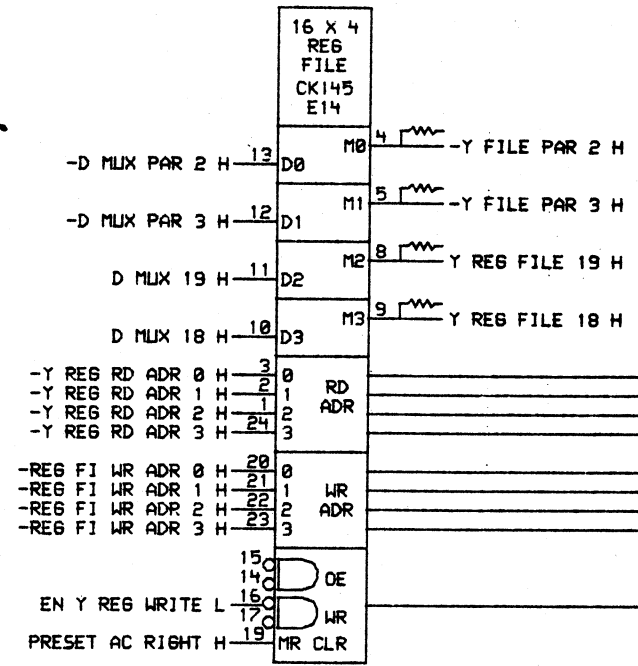 16 X 4
REG
FILE
CK145
E14
-D MUX PAR 2 H 13 D0 M0 4 -Y FILE PAR 2 H
-D MUX PAR 3 H 12 D1 M1 5 -Y FILE PAR 3 H
D MUX 19 H 11 D2 M2 8 Y REG FILE 19 H
D MUX 18 H 10 D3 M3 9 Y REG FILE 18 H
-Y REG RD ADR 0 H 3 0
-Y REG RD ADR 1 H 2 1 RD
-Y REG RD ADR 2 H 1 2 ADR
-Y REG RD ADR 3 H 24 3
-REG FI WR ADR 0 H 20 0
-REG FI WR ADR 1 H 21 1 WR
-REG FI WR ADR 2 H 22 2 ADR
-REG FI WR ADR 3 H 23 3
15
14 OE
EN Y REG WRITE L 16
17 WR
PRESET AC RIGHT H 19 MR CLR